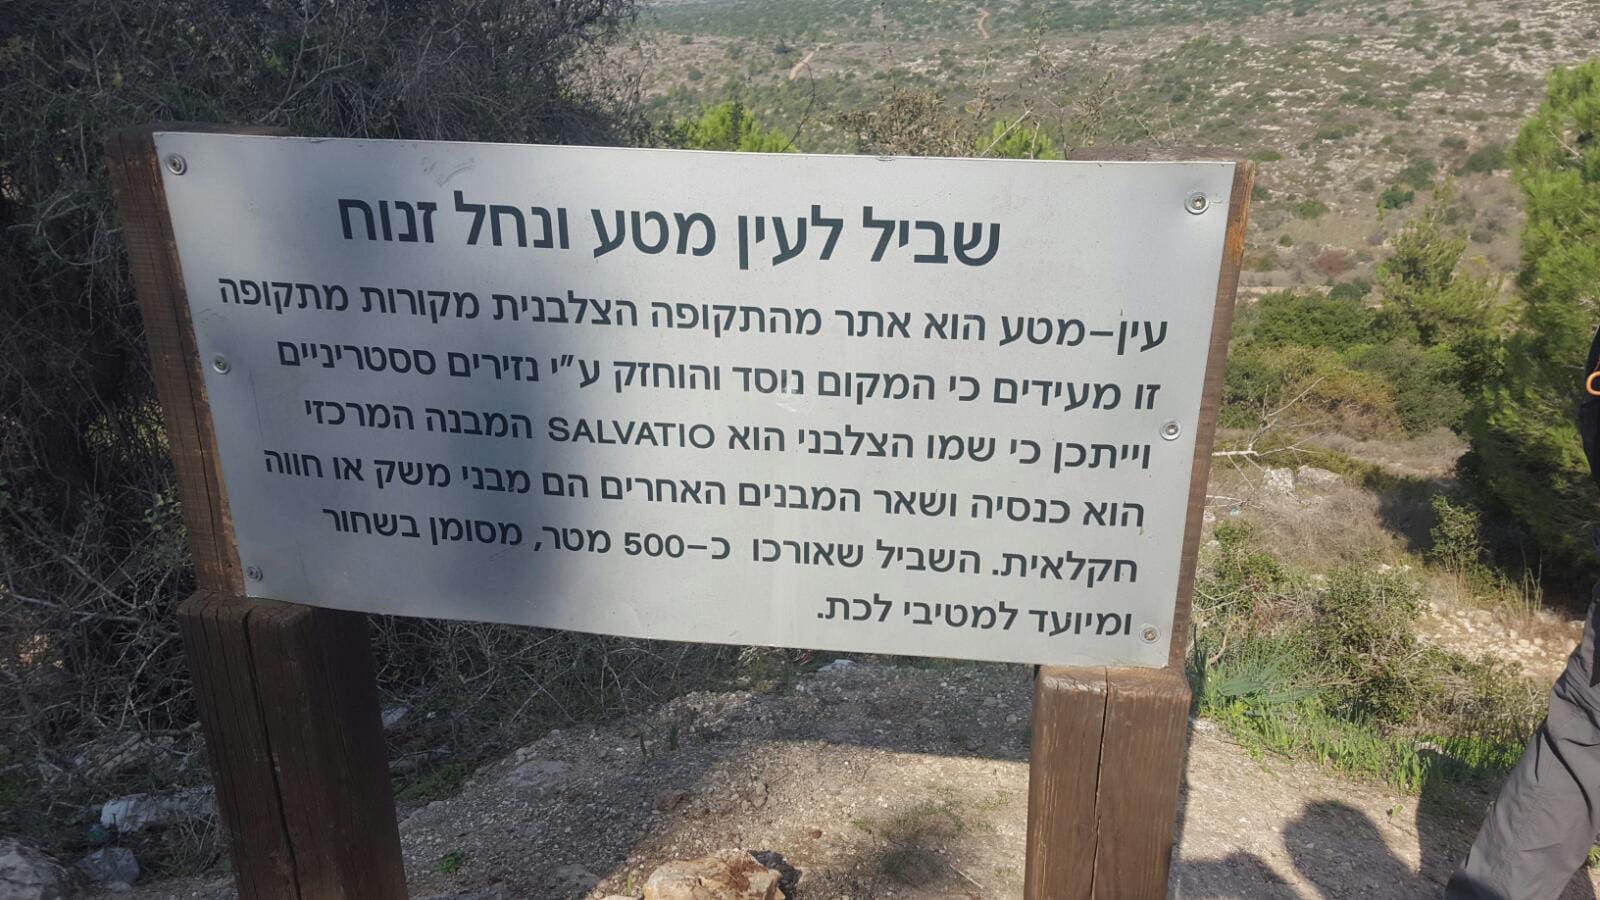 שביל לעין מטע ונחל זנוח
עין-מטע הוא אתר מהתקופה הצלבנית מקורות מתקופה
זו מעידים כי המקום נוסד והוחזק ע"י נזירים ססטריניים
וייתכן כי שמו הצלבני הוא SALVATIO המבנה המרכזי
הוא כנסיה ושאר המבנים האחרים הם מבני משק או חווה
חקלאית. השביל שאורכו כ-500 מטר, מסומן בשחור
ומיועד למטיבי לכת.